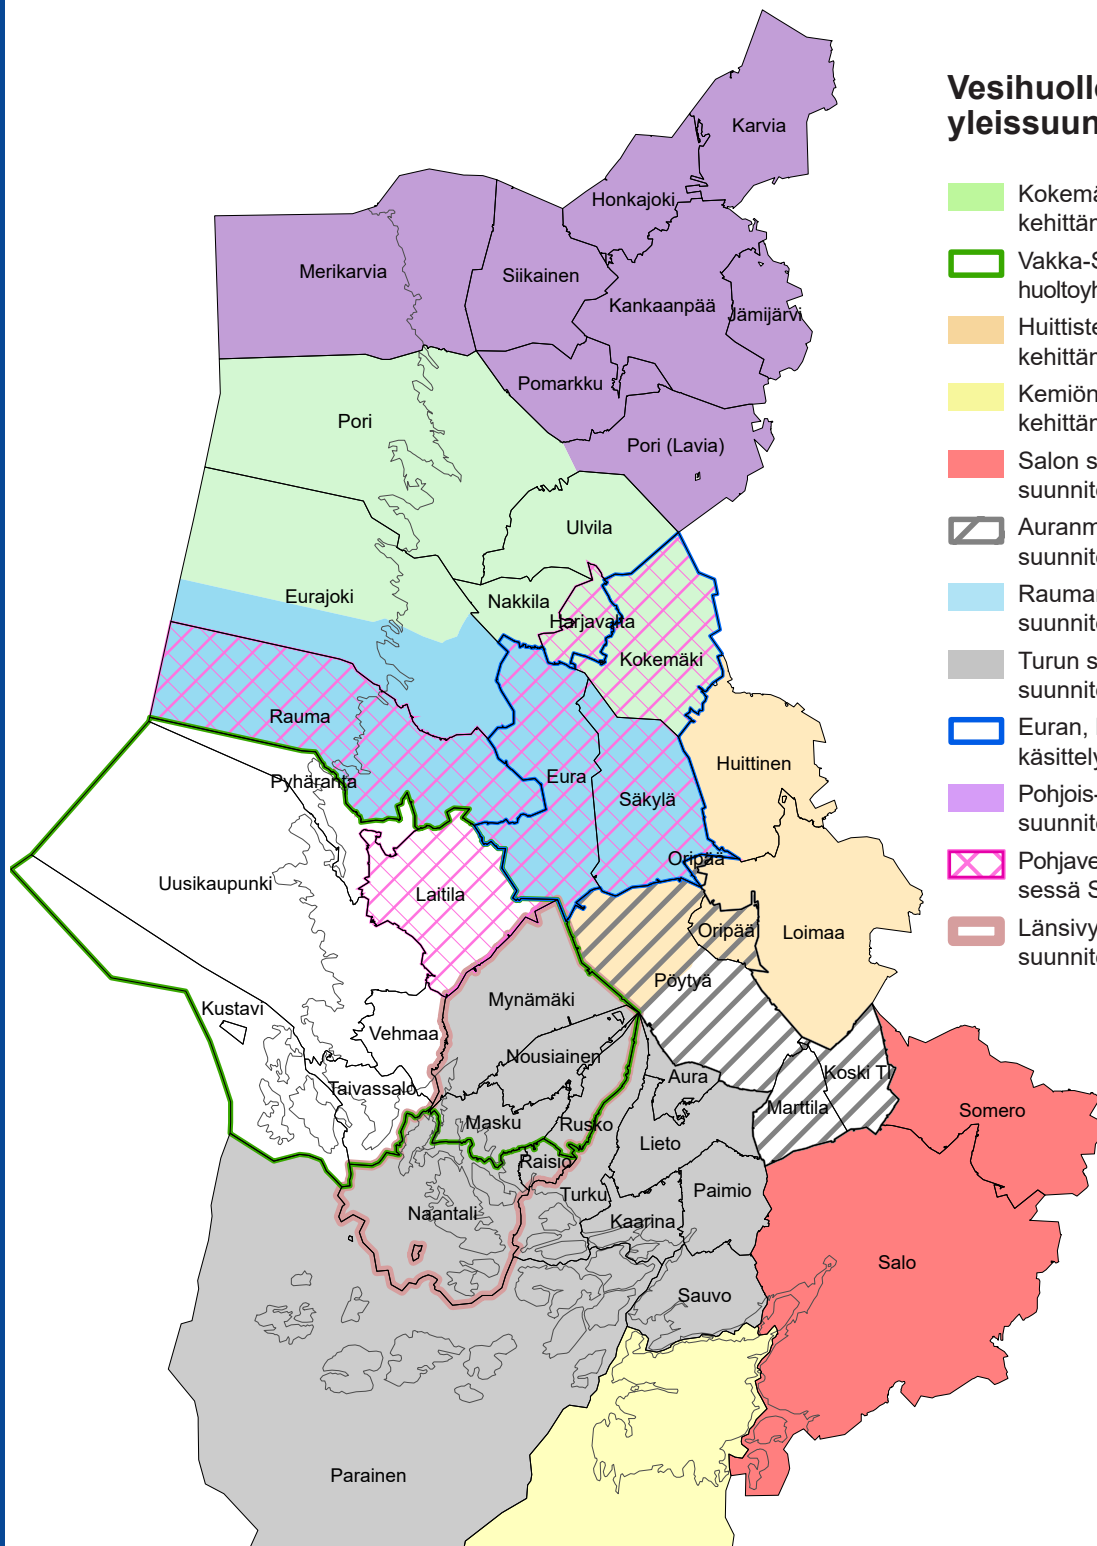 Vesihuoll
yleissuun
Kokemä
kehittär
Vakka-S
huoltoyh
Huittiste
kehittär
Kemiön
kehittär
Salon s
suunnite
Auranm
suunnite
Rauman
suunnite
Turun s
suunnite
Euran,
käsittely
Pohjois-
suunnite
Pohjave
sessä S
Länsivy
suunnite
Karvia
Honkajoki
Merikarvia
Siikainen
Kankaanpää
Jämijärvi
Pomarkku
Pori
Pori (Lavia)
Ulvila
Eurajoki
Nakkila
Harjavalta
Kokemäki
Rauma
Huittinen
Pyhäranta
Eura
Säkylä
Oripää
Uusikaupunki
Laitila
Oripää
Loimaa
Pöytyä
Mynämäki
Kustavi
Vehmaa
Nousiainen
Aura
Koski Tl
Taivassalo
Marttila
Somero
Masku
Rusko
Lieto
Raisio
Turku
Paimio
Naantali
Kaarina
Salo
Sauvo
Parainen